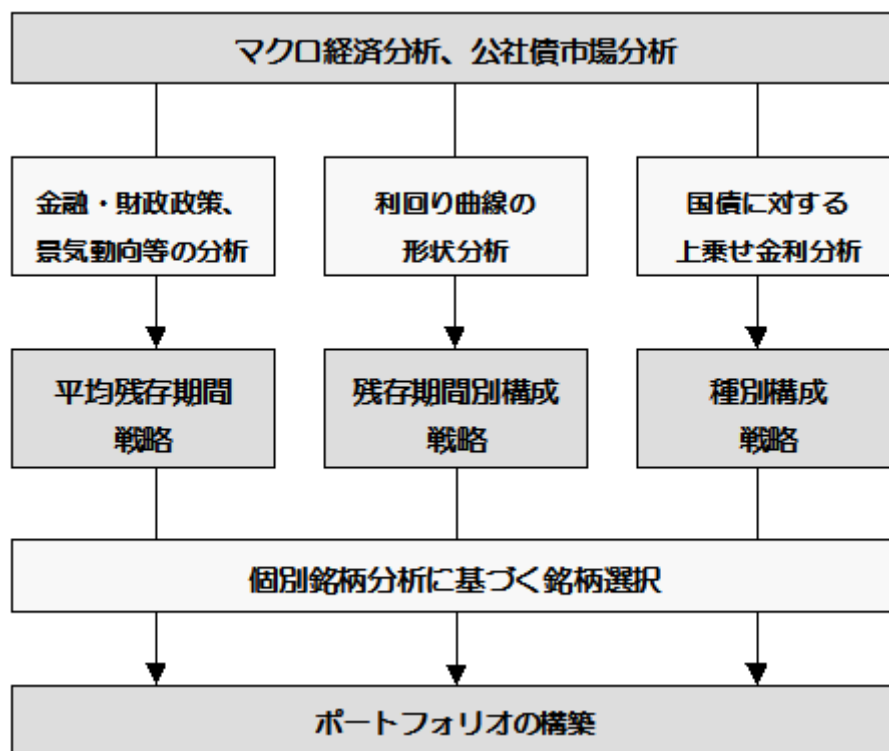 マクロ経済分析、公社債市場分析
金融・財政政策、
景気動向等の分析
利回り曲線の
形状分析
国債に対する
上乗せ金利分析
平均残存期間
戦略
残存期間別構成
戦略
種別構成
戦略
個別銘柄分析に基づく銘柄選択
ポートフォリオの構築